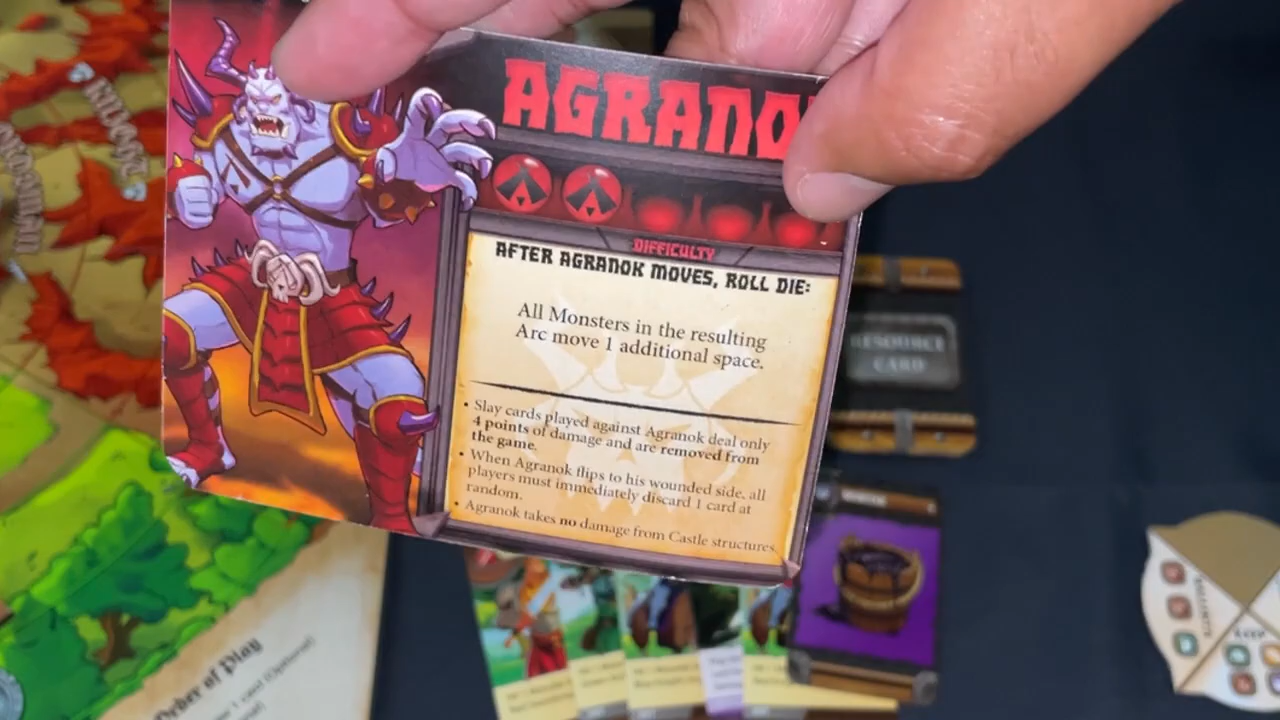 AGRANOK
DIFFICULTY
AFTER AGRANOK MOVES, ROLL DIE:
All Monsters in the resulting
Arc move 1 additional space.
• Slay cards played against Agranok deal only
4 points of damage and are removed from
the game.
• When Agranok flips to his wounded side, all
players must immediately discard 1 card at
random.
• Agranok takes no damage from Castle structures.
RESOURCE
CARD
Order of Play
1 card (Optional)